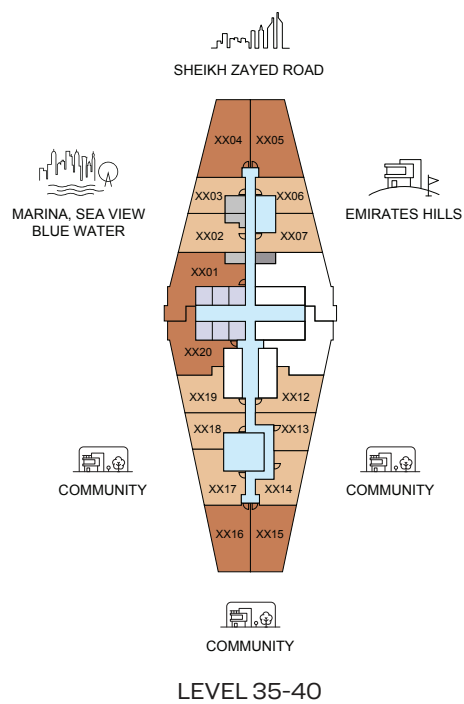 SHEIKH ZAYED ROAD
XX04
XX05
MARINA, SEA VIEW
BLUE WATER
EMIRATES HILLS
XX03
XX06
XX02
XX07
XX01
XX20
XX19
XX12
XX18
XX13
COMMUNITY
COMMUNITY
XX17
XX14
XX16
XX15
COMMUNITY
LEVEL 35-40